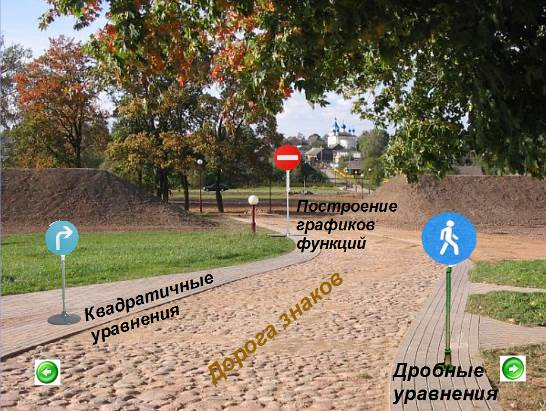 Построение
графиков
функций
Квадратичные
уравнения
Дорога знаков
Дробные
уравнения